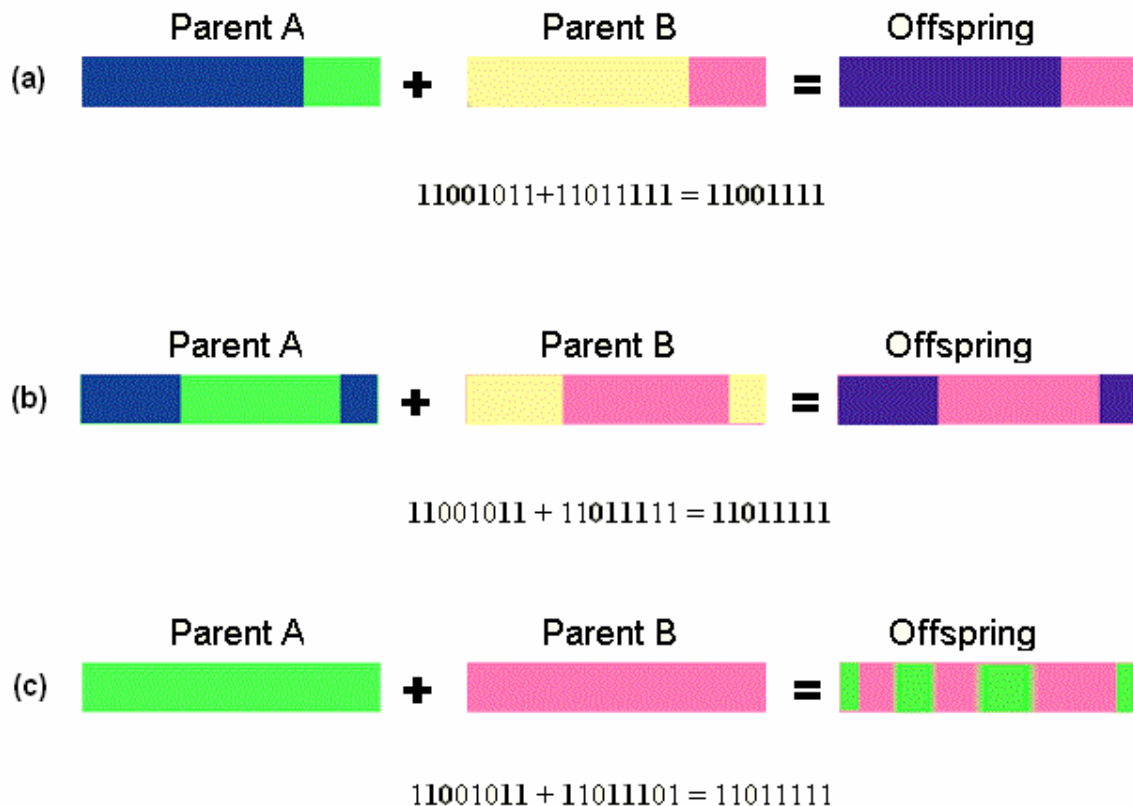 Parent A Parent B Offspring
(a) + =
11001011+11011111 = 11001111
Parent A Parent B Offspring
(b) + =
11001011 + 11011111 = 11011111
Parent A Parent B Offspring
(c) + =
11001011 + 11011101 = 11011111